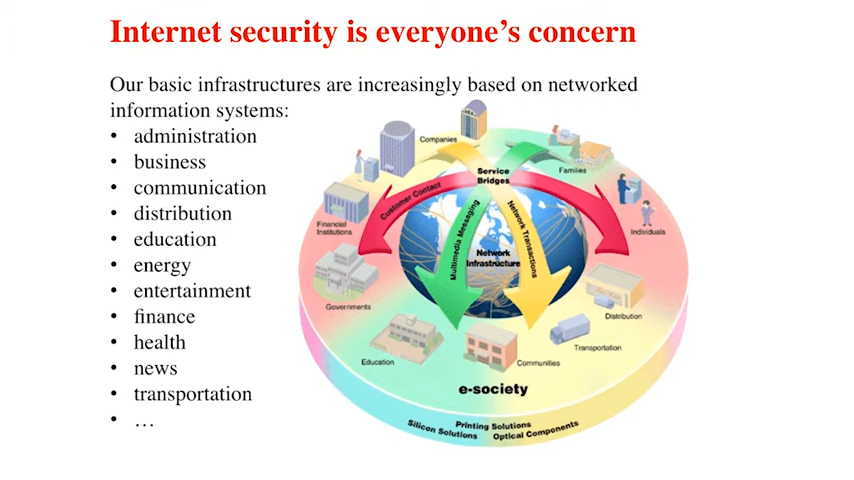 Internet security is everyone's concern
Our basic infrastructures are increasingly based on networked
information systems:
• administration
• business
• communication
• distribution
• education
• energy
• entertainment
• finance
• health
• news
• transportation
• …
Companies
Families
Service
Bridges
Customer Contact
Multimedia Messaging
Network Transactions
Financial
Institutions
Individuals
Network
Infrastructure
Governments
Distribution
Education
Communities
Transportation
e-society
Silicon Solutions
Printing Solutions
Optical Components